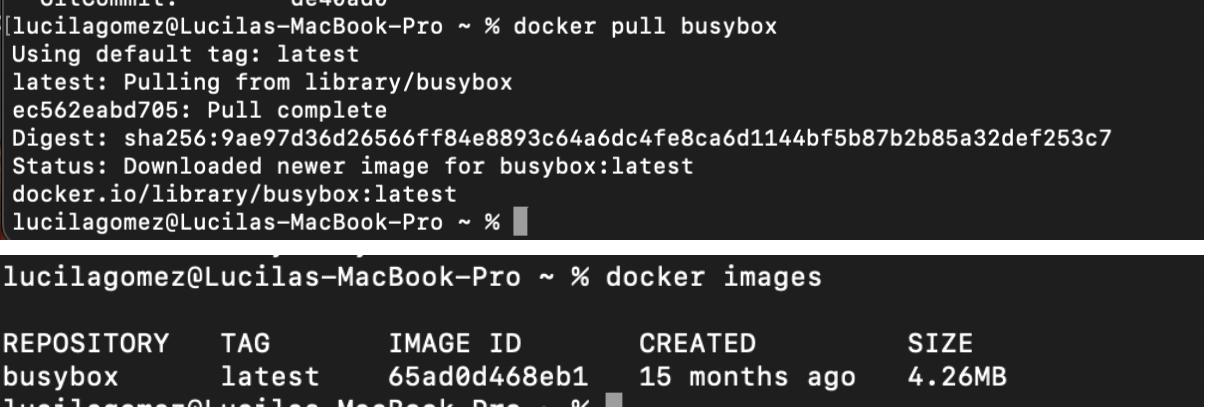 GitCommit: de40ad0
[lucilagomez@Lucilas-MacBook-Pro ~ % docker pull busybox
Using default tag: latest
latest: Pulling from library/busybox
ec562eabd705: Pull complete
Digest: sha256:9ae97d36d26566ff84e8893c64a6dc4fe8ca6d1144bf5b87b2b85a32def253c7
Status: Downloaded newer image for busybox:latest
docker.io/library/busybox:latest
lucilagomez@Lucilas-MacBook-Pro ~ %
lucilagomez@Lucilas-MacBook-Pro ~ % docker images
REPOSITORY TAG IMAGE ID CREATED SIZE
busybox latest 65ad0d468eb1 15 months ago 4.26MB
lucilagomez@Lucilas-MacBook-Pro ~ %